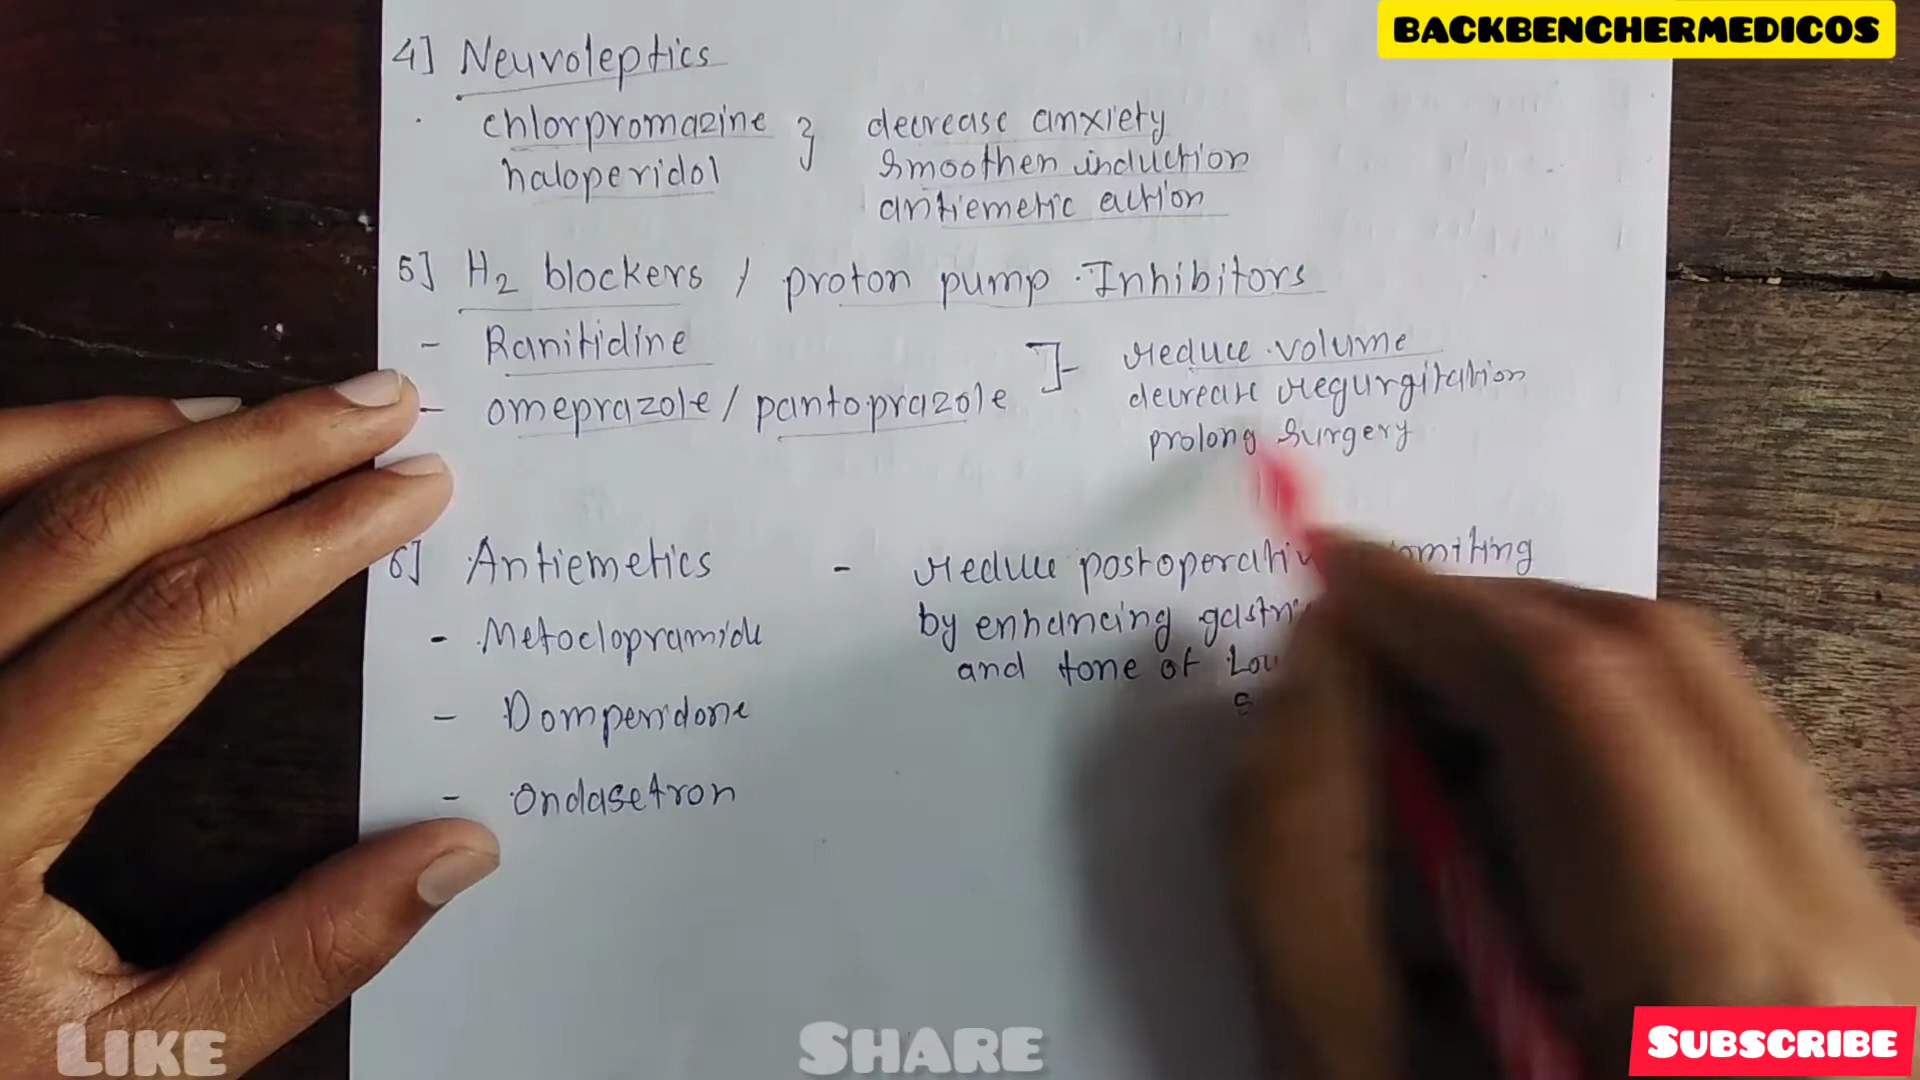 BACKBENCHERMEDICOS
4] Neuroleptics
chlorpromazine } decrease anxiety
haloperidol smoothen induction
antiemetic action
5] H2 blockers / proton pump Inhibitors
- Ranitidine ]- reduce volume
- omeprazole / pantoprazole decrease regurgitation
prolong surgery
6] Antiemetics - reduce postoperative
- Metoclopramide by enhancing
and tone of
- Domperidone
- Ondasetron
LIKE SHARE SUBSCRIBE